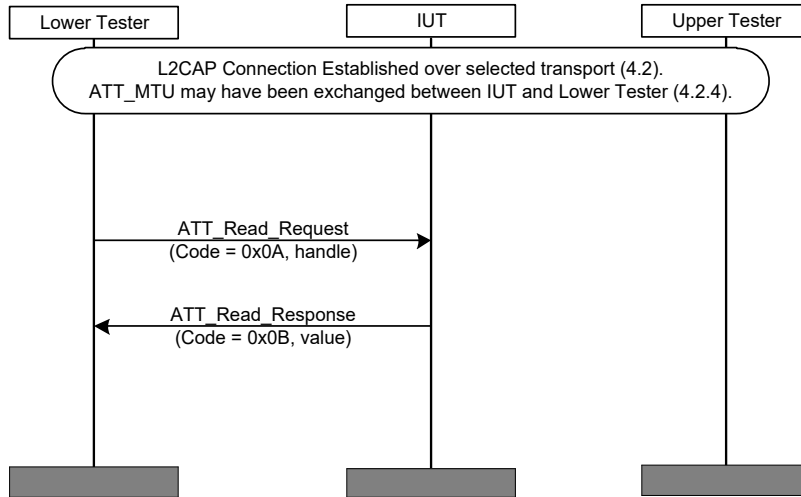 Lower Tester
IUT
Upper Tester
L2CAP Connection Established over selected transport (4.2).
ATT_MTU may have been exchanged between IUT and Lower Tester (4.2.4).
ATT_Read_Request
(Code = 0x0A, handle)
ATT_Read_Response
(Code = 0x0B, value)